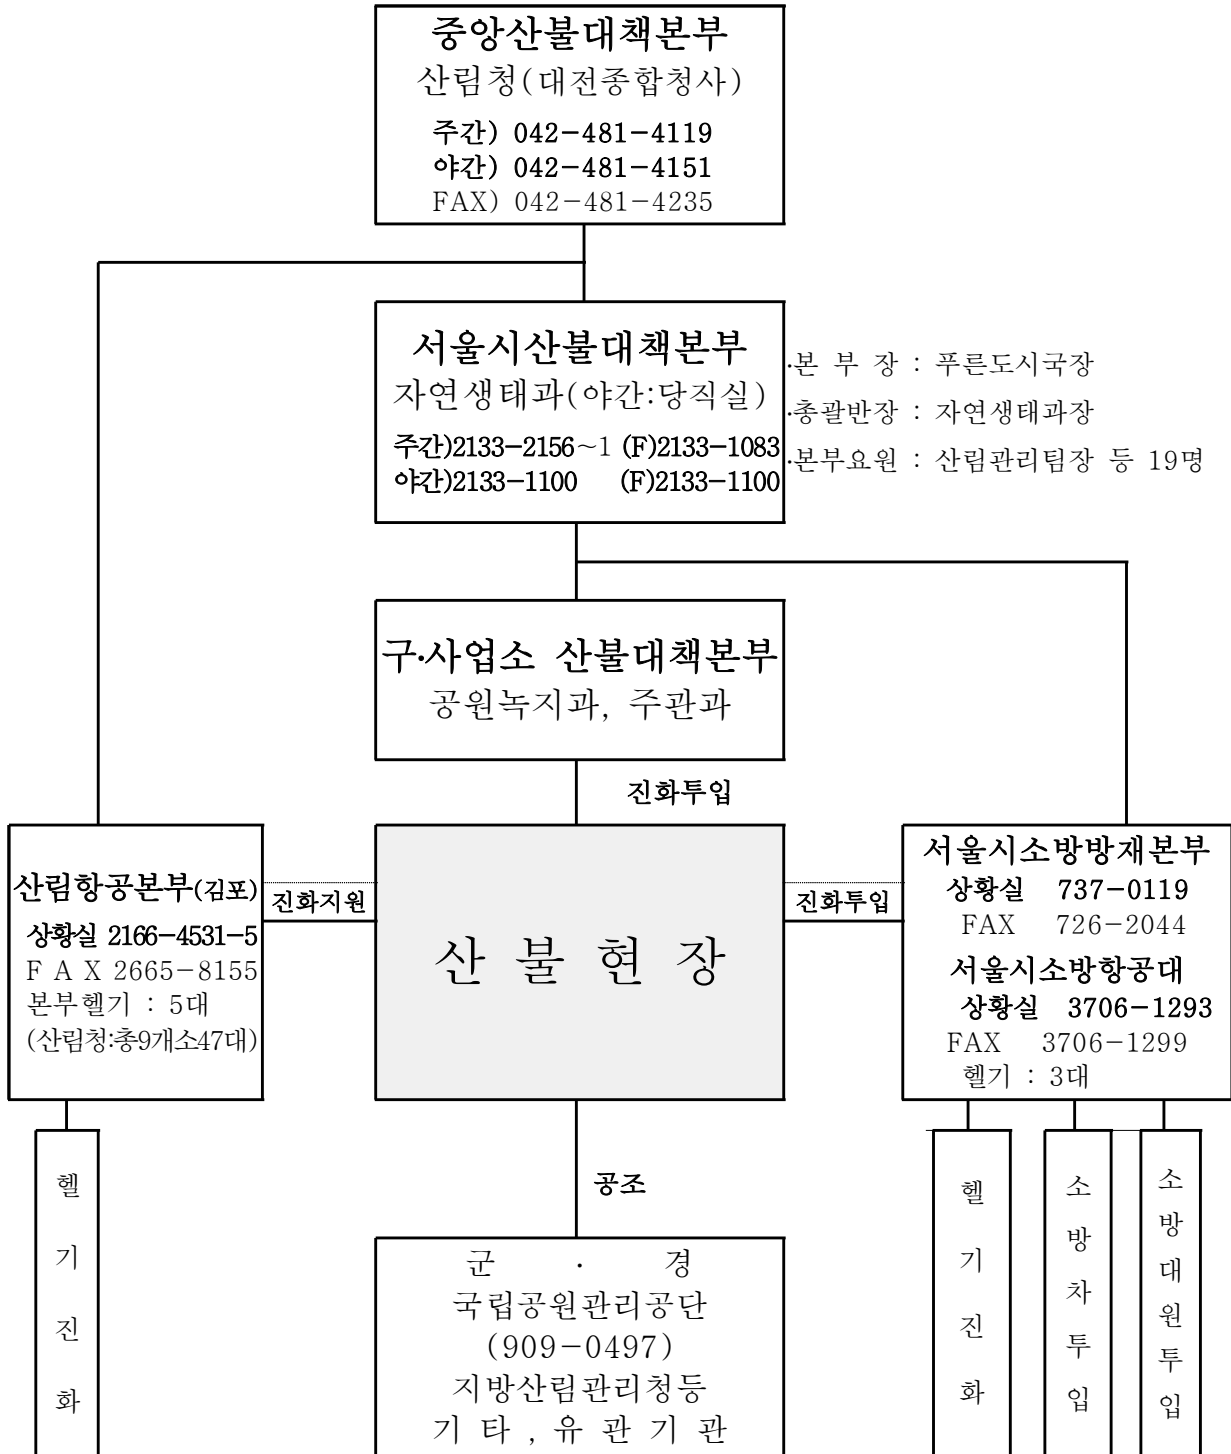 중앙산불대책본부
산림청(대전종합청사)
주간) 042-481-4119
야간) 042-481-4151
FAX) 042-481-4235
서울시산불대책본부
자연생태과(야간:당직실)
주간)2133-2156~1 (F)2133-1083
야간)2133-1100 (F)2133-1100
·본 부 장 : 푸른도시국장
·총괄반장 : 자연생태과장
·본부요원 : 산림관리팀장 등 19명
구·사업소 산불대책본부
공원녹지과, 주관과
진화투입
산림항공본부(김포)
상황실 2166-4531-5
F A X 2665-8155
본부헬기 : 5대
(산림청:총9개소47대)
진화지원
산 불 현 장
진화투입
서울시소방방재본부
상황실 737-0119
FAX 726-2044
서울시소방항공대
상황실 3706-1293
FAX 3706-1299
헬기 : 3대
헬
기
진
화
공조
군 · 경
국립공원관리공단
(909-0497)
지방산림관리청등
기 타 , 유 관 기 관
헬
기
진
화
소
방
차
투
입
소
방
대
원
투
입